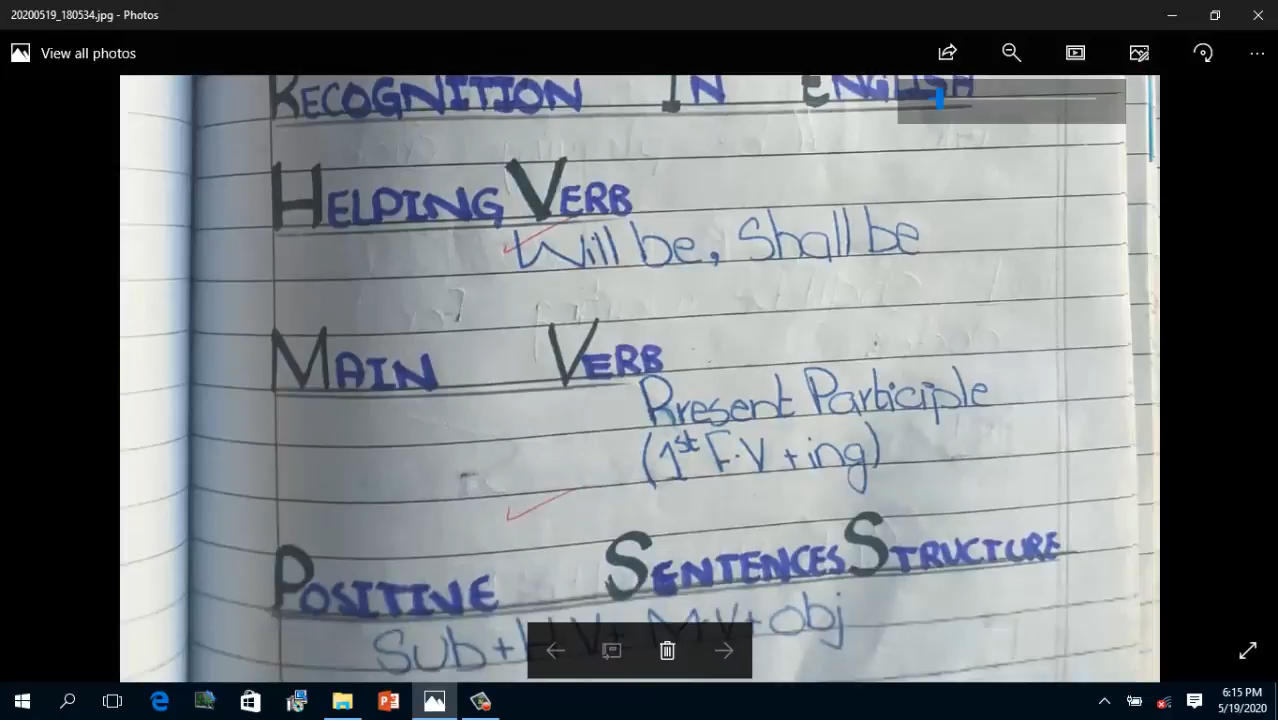 20200519_180534.jpg - Photos
View all photos
RECOGNITION IN ENGLISH
HELPING VERB
Will be, Shall be
MAIN VERB
Present Participle
(1st F.V + ing)
POSITIVE SENTENCES STRUCTURE
Sub+H.V+M.V+obj
6:15 PM
5/19/2020